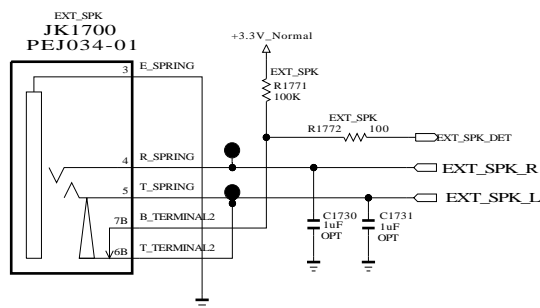 EXT_SPK
JK1700
PEJ034-01
+3.3V_Normal
3 E_SPRING
EXT_SPK
R1771
100K
EXT_SPK
R1772 100
EXT_SPK_DET
4 R_SPRING
EXT_SPK_R
5 T_SPRING
EXT_SPK_L
7B B_TERMINAL2
C1730
1uF
OPT
C1731
1uF
OPT
6B T_TERMINAL2